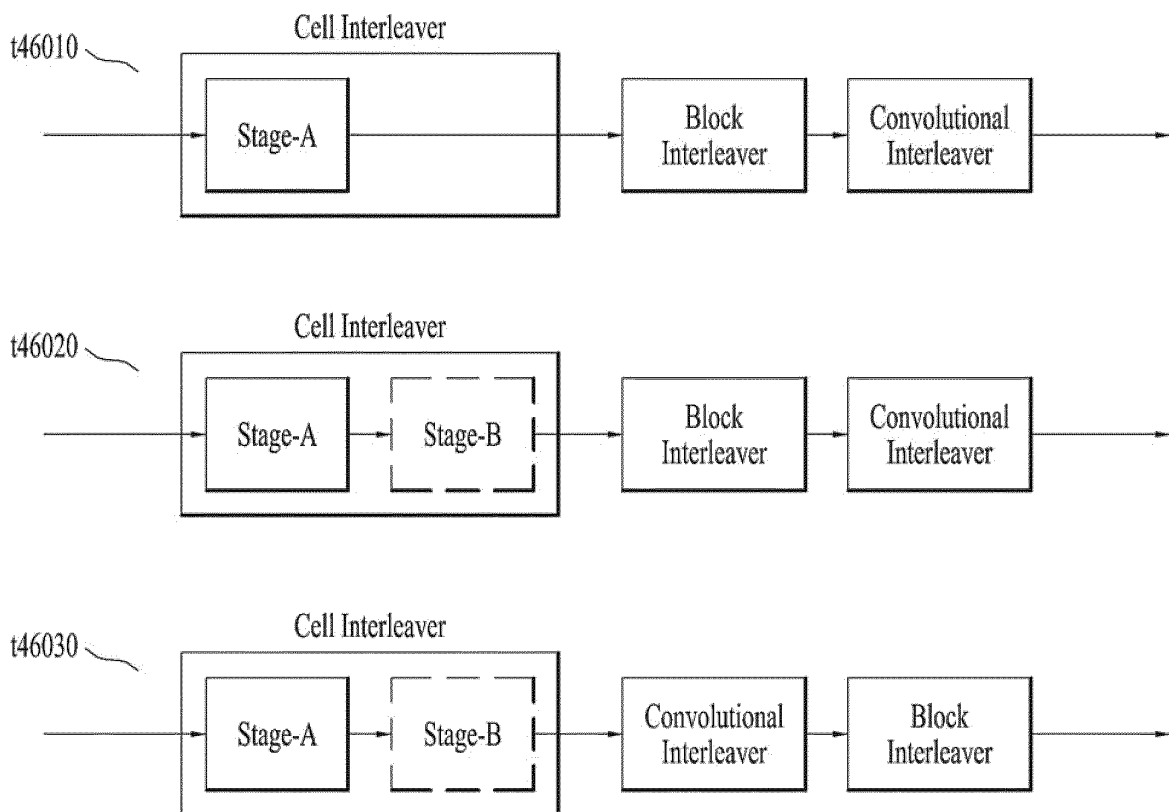 Cell Interleaver
t46010
Stage-A
Block
Interleaver
Convolutional
Interleaver
Cell Interleaver
t46020
Stage-A
Stage-B
Block
Interleaver
Convolutional
Interleaver
Cell Interleaver
t46030
Stage-A
Stage-B
Convolutional
Interleaver
Block
Interleaver